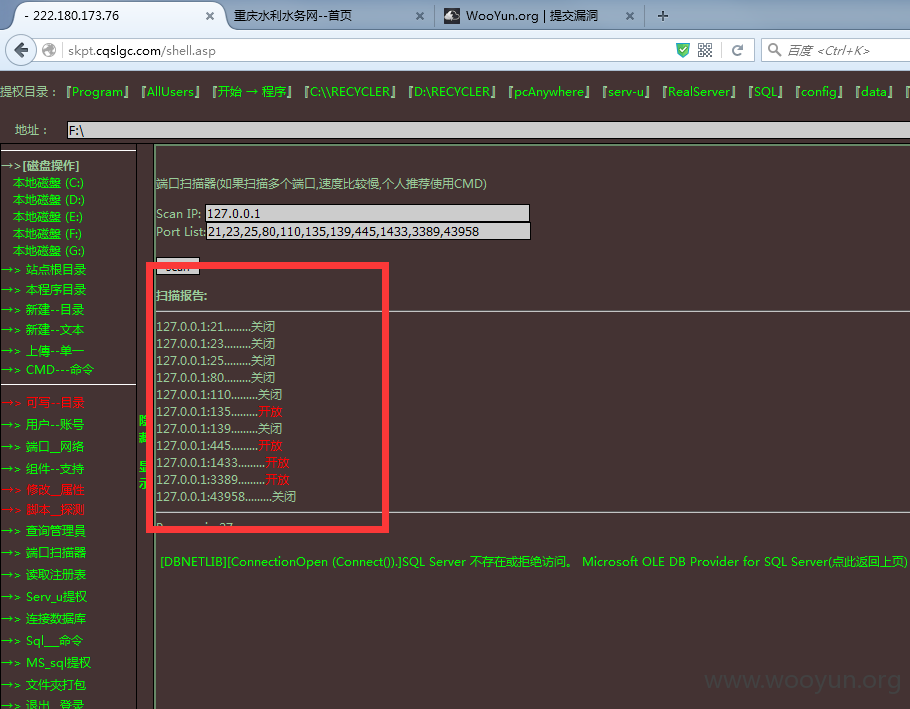 - 222.180.173.76 × 重庆水利水务网--首页 × WooYun.org | 提交漏洞 × +
skpt.cqslgc.com/shell.asp 百度 <Ctrl+K>
提权目录： 『Program』 『AllUsers』 『开始 → 程序』 『C:\\RECYCLER』 『D:\RECYCLER』 『pcAnywhere』 『serv-u』 『RealServer』 『SQL』 『config』 『data』 『
地址： F:\
→>[磁盘操作]
本地磁盤 (C:)
本地磁盤 (D:)
本地磁盤 (E:)
本地磁盤 (F:)
本地磁盤 (G:)
→> 站点根目录
→> 本程序目录
→> 新建--目录
→> 新建--文本
→> 上傳--单一
→> CMD---命令
→> 可写--目录
→> 用户--账号
→> 端口__网络
→> 组件--支持
→> 修改__属性
→> 脚本__探测
→> 查询管理員
→> 端口扫描器
→> 读取注册表
→> Serv_u提权
→> 连接数据库
→> Sql___命令
→> MS_sql提权
→> 文件夹打包
→> 退出__登录
端口扫描器(如果扫描多个端口,速度比较慢,个人推荐使用CMD)
Scan IP: 127.0.0.1
Port List: 21,23,25,80,110,135,139,445,1433,3389,43958
扫描报告:
127.0.0.1:21.........关闭
127.0.0.1:23.........关闭
127.0.0.1:25.........关闭
127.0.0.1:80.........关闭
127.0.0.1:110.........关闭
127.0.0.1:135.........开放
127.0.0.1:139.........关闭
127.0.0.1:445.........开放
127.0.0.1:1433.........开放
127.0.0.1:3389.........开放
127.0.0.1:43958.........关闭
[DBNETLIB][ConnectionOpen (Connect()).]SQL Server 不存在或拒绝访问。 Microsoft OLE DB Provider for SQL Server(点此返回上页)
www.wooyun.org